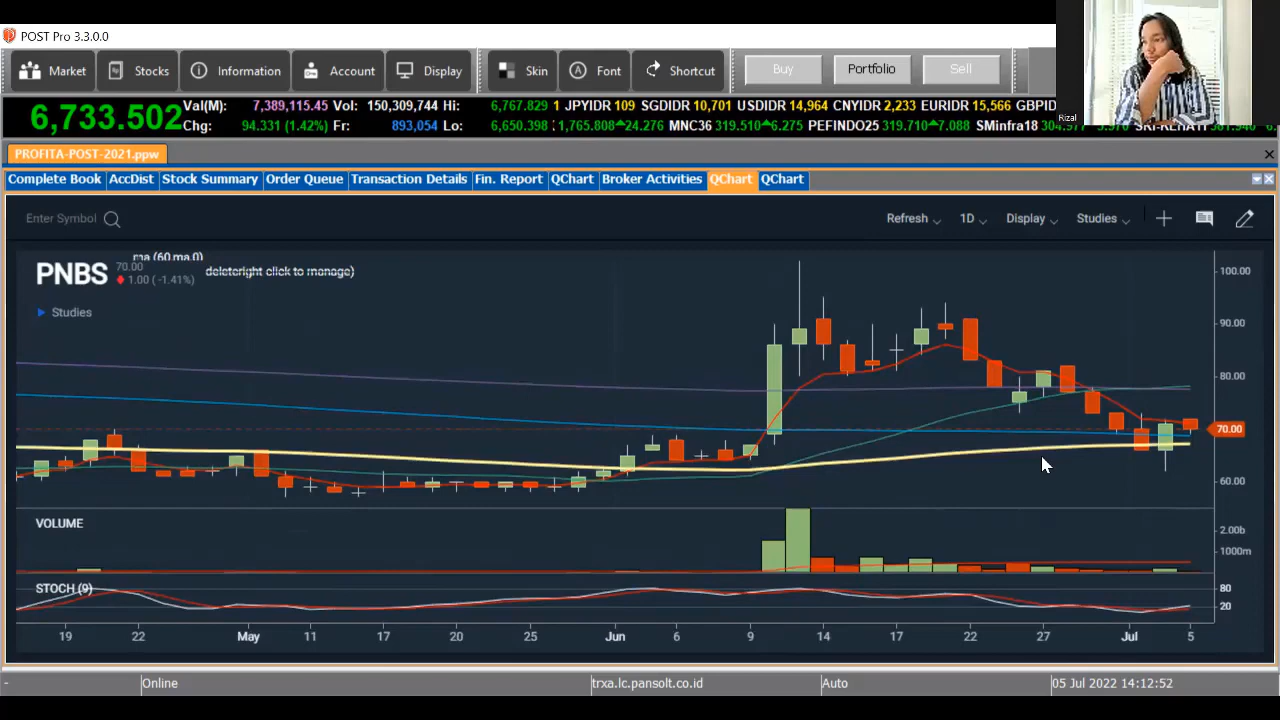 POST Pro 3.3.0.0
Market Stocks Information Account Display Skin Font Shortcut Buy Portfolio Sell
Rizal
6,733.502 Val(M): 7,389,115.45 Vol: 150,309,744 Hi: 6,767.829 1 JPYIDR 109 SGDIDR 10,701 USDIDR 14,964 CNYIDR 2,233 EURIDR 15,566 GBPID
Chg: 94.331 (1.42%) Fr: 893,054 Lo: 6,650.398 1,765.808 24.276 MNC36 319.510 6.275 PEFINDO25 319.710 7.088 SMinfra18
PROFITA-POST-2021.ppw
Complete Book AccDist Stock Summary Order Queue Transaction Details Fin. Report QChart Broker Activities QChart QChart
Enter Symbol Refresh 1D Display Studies
ma (60 ma 0)
PNBS 70.00 deleteright click to manage)
1.00 (-1.41%)
Studies
100.00
90.00
80.00
70.00
60.00
VOLUME
2.00b
1000m
STOCH (9)
80
20
19 22 May 11 17 20 25 Jun 6 9 14 17 22 27 Jul 5
- Online trxa.lc.pansolt.co.id Auto 05 Jul 2022 14:12:52